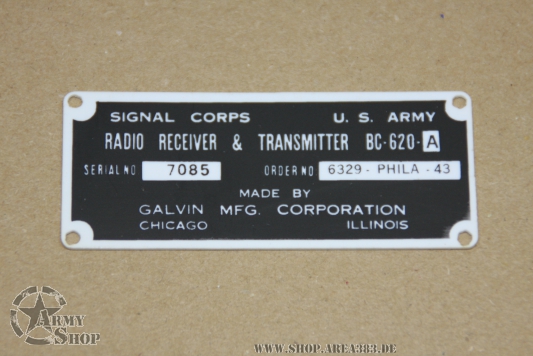 SIGNAL CORPS U. S. ARMY
RADIO RECEIVER & TRANSMITTER BC-620-A
SERIAL NO 7085 ORDER NO 6329 - PHILA - 43
MADE BY
GALVIN MFG. CORPORATION
CHICAGO ILLINOIS
ARMY
SHOP
WWW.SHOP.AREA383.DE